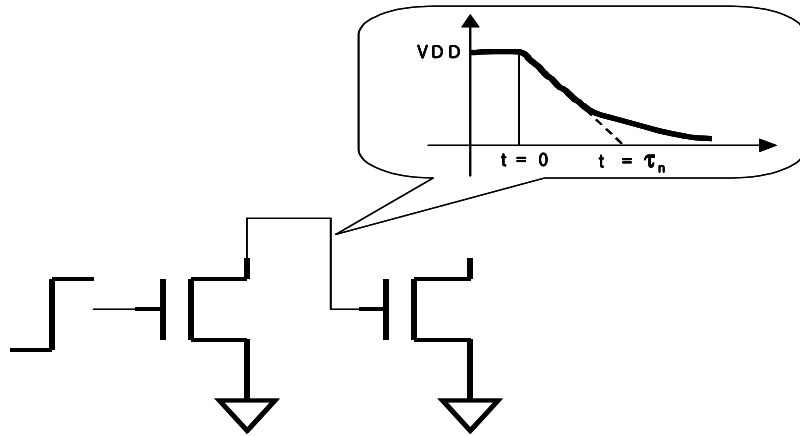 VDD
t = 0
t = τn